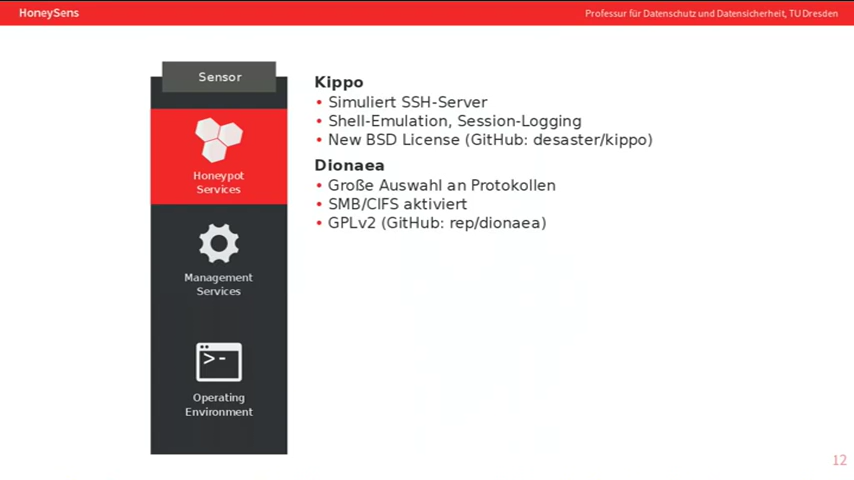 HoneySens
Professur für Datenschutz und Datensicherheit, TU Dresden
Sensor
Honeypot
Services
Management
Services
>-
Operating
Environment
Kippo
• Simuliert SSH-Server
• Shell-Emulation, Session-Logging
• New BSD License (GitHub: desaster/kippo)
Dionaea
• Große Auswahl an Protokollen
• SMB/CIFS aktiviert
• GPLv2 (GitHub: rep/dionaea)
12